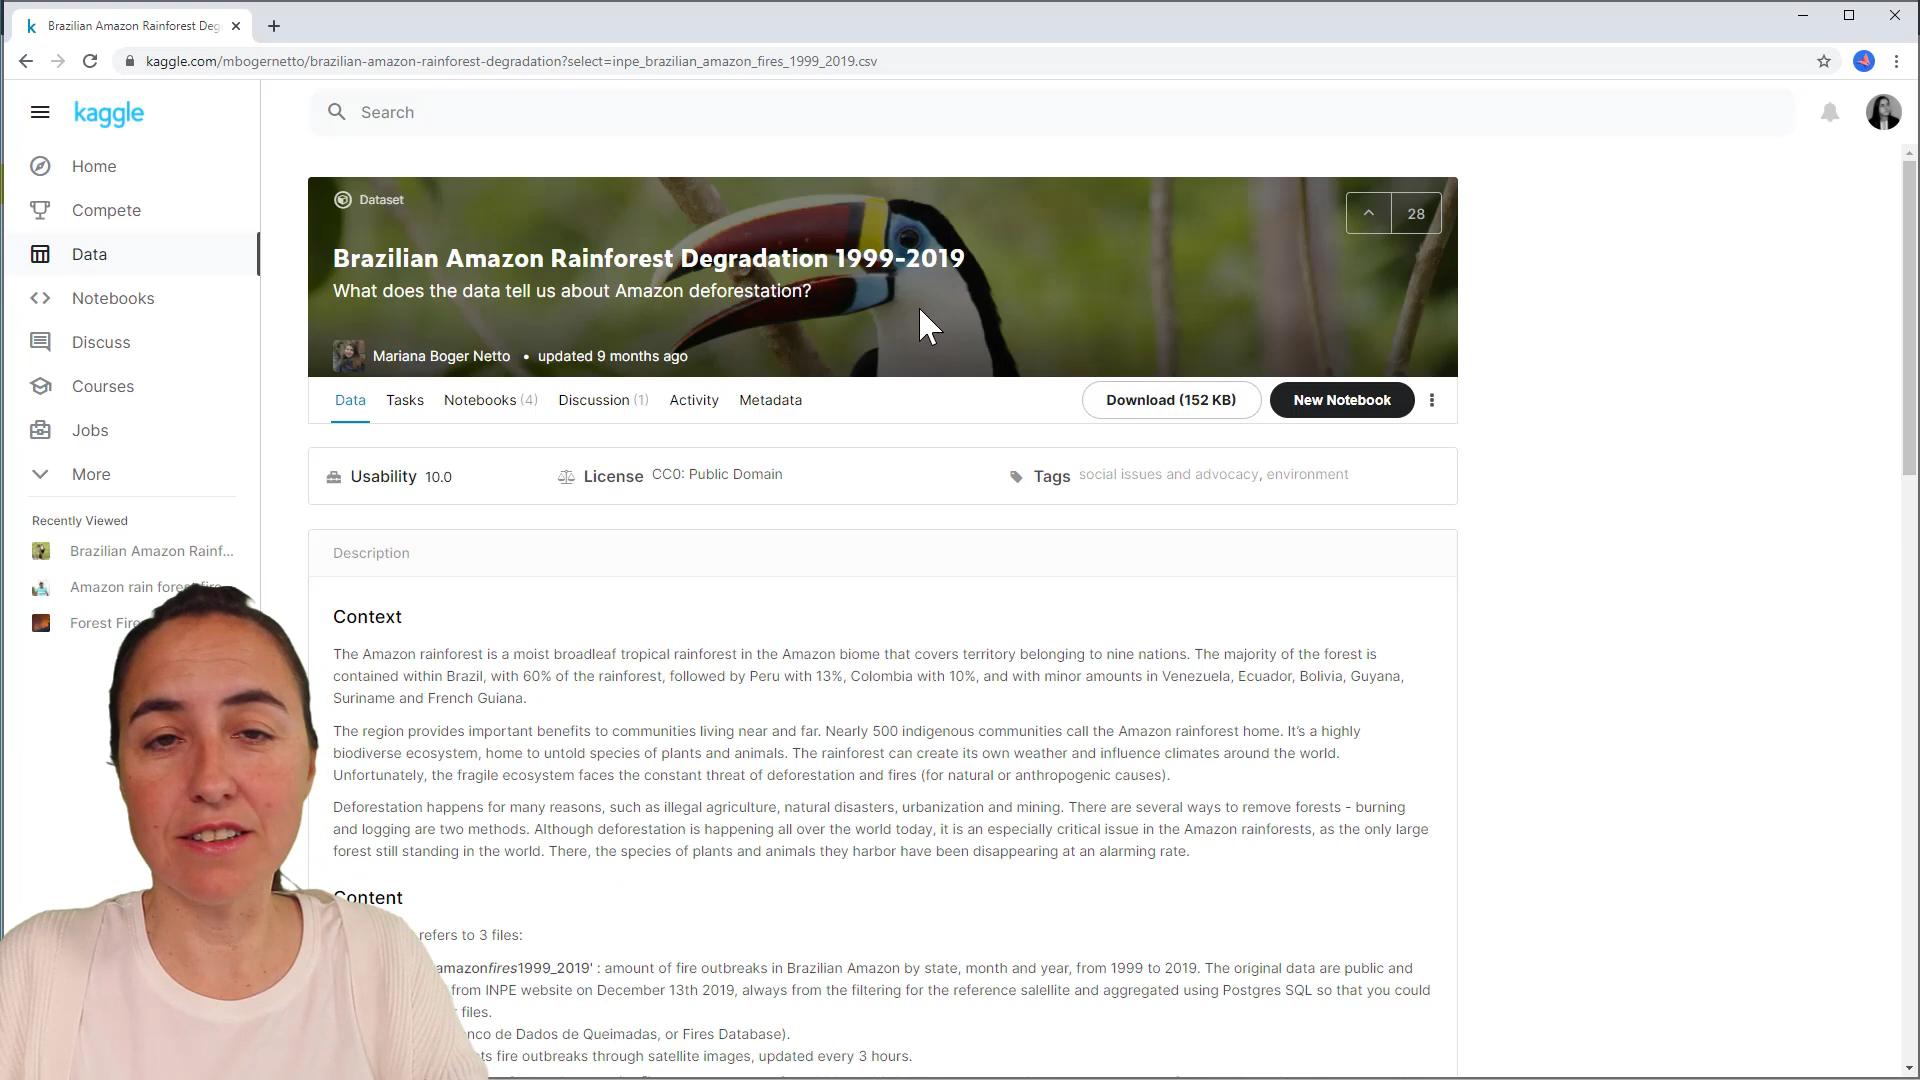 Brazilian Amazon Rainforest Deg
kaggle.com/mbogernetto/brazilian-amazon-rainforest-degradation?select=inpe_brazilian_amazon_fires_1999_2019.csv
kaggle
Search
Home
Compete
Data
Notebooks
Discuss
Courses
Jobs
More
Recently Viewed
Brazilian Amazon Rainf...
Amazon rain forest fire
Forest Fire
Dataset
28
Brazilian Amazon Rainforest Degradation 1999-2019
What does the data tell us about Amazon deforestation?
Mariana Boger Netto • updated 9 months ago
Data Tasks Notebooks (4) Discussion (1) Activity Metadata
Download (152 KB) New Notebook
Usability 10.0 License CC0: Public Domain Tags social issues and advocacy, environment
Description
Context
The Amazon rainforest is a moist broadleaf tropical rainforest in the Amazon biome that covers territory belonging to nine nations. The majority of the forest is
contained within Brazil, with 60% of the rainforest, followed by Peru with 13%, Colombia with 10%, and with minor amounts in Venezuela, Ecuador, Bolivia, Guyana,
Suriname and French Guiana.
The region provides important benefits to communities living near and far. Nearly 500 indigenous communities call the Amazon rainforest home. It's a highly
biodiverse ecosystem, home to untold species of plants and animals. The rainforest can create its own weather and influence climates around the world.
Unfortunately, the fragile ecosystem faces the constant threat of deforestation and fires (for natural or anthropogenic causes).
Deforestation happens for many reasons, such as illegal agriculture, natural disasters, urbanization and mining. There are several ways to remove forests - burning
and logging are two methods. Although deforestation is happening all over the world today, it is an especially critical issue in the Amazon rainforests, as the only large
forest still standing in the world. There, the species of plants and animals they harbor have been disappearing at an alarming rate.
Content
refers to 3 files:
amazonfires1999_2019' : amount of fire outbreaks in Brazilian Amazon by state, month and year, from 1999 to 2019. The original data are public and
from INPE website on December 13th 2019, always from the filtering for the reference salellite and aggregated using Postgres SQL so that you could
files.
nco de Dados de Queimadas, or Fires Database).
ts fire outbreaks through satellite images, updated every 3 hours.